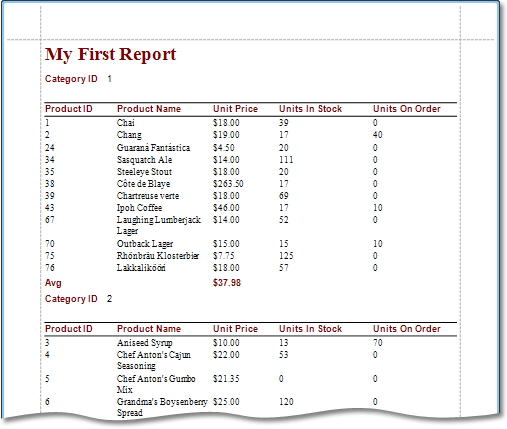 My First Report
Category ID 1
Product ID Product Name Unit Price Units In Stock Units On Order
1 Chai $18.00 39 0
2 Chang $19.00 17 40
24 Guaraná Fantástica $4.50 20 0
34 Sasquatch Ale $14.00 111 0
35 Steeleye Stout $18.00 20 0
38 Côte de Blaye $263.50 17 0
39 Chartreuse verte $18.00 69 0
43 Ipoh Coffee $46.00 17 10
67 Laughing Lumberjack $14.00 52 0
Lager
70 Outback Lager $15.00 15 10
75 Rhönbräu Klosterbier $7.75 125 0
76 Lakkalikööri $18.00 57 0
Avg $37.98
Category ID 2
Product ID Product Name Unit Price Units In Stock Units On Order
3 Aniseed Syrup $10.00 13 70
4 Chef Anton's Cajun $22.00 53 0
Seasoning
5 Chef Anton's Gumbo $21.35 0 0
Mix
6 Grandma's Boysenberry $25.00 120 0
Spread